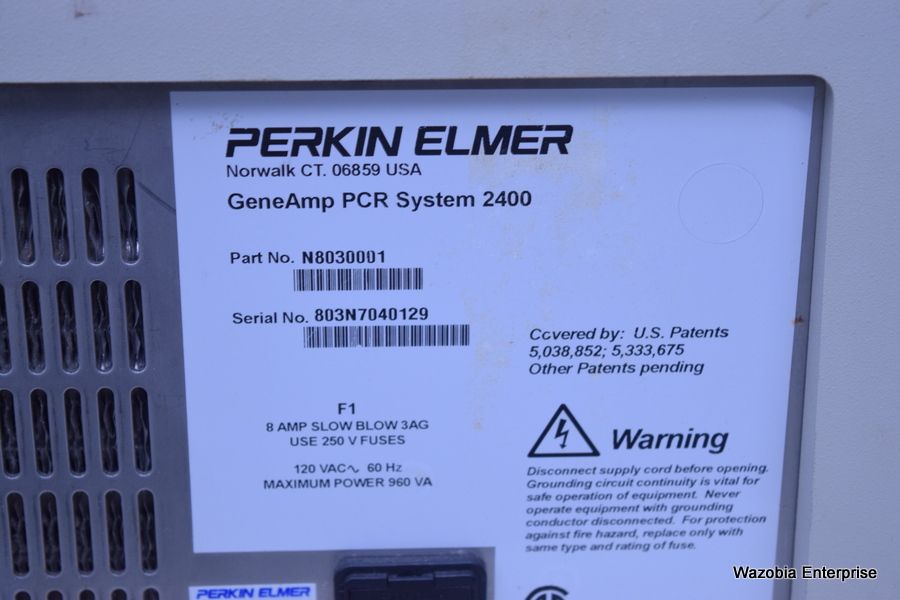 PERKIN ELMER
Norwalk CT. 06859 USA
GeneAmp PCR System 2400
Part No. N8030001
Serial No. 803N7040129
F1
8 AMP SLOW BLOW 3AG
USE 250 V FUSES
120 VAC∿ 60 Hz
MAXIMUM POWER 960 VA
Covered by: U.S. Patents
5,038,852; 5,333,675
Other Patents pending
Warning
Disconnect supply cord before opening.
Grounding circuit continuity is vital for
safe operation of equipment. Never
operate equipment with grounding
conductor disconnected. For protection
against fire hazard, replace only with
same type and rating of fuse.
PERKIN ELMER
Wazobia Enterprise